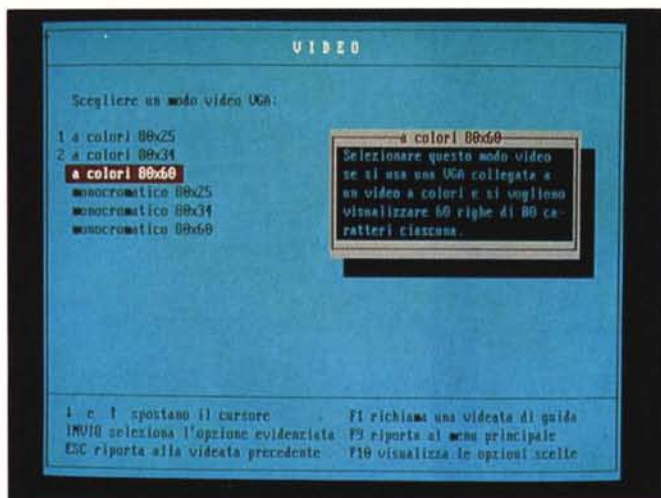 VIDEO
Scegliere un modo video VGA:
1 a colori 80x25
2 a colori 80x34
a colori 80x60
monocromatico 80x25
monocromatico 80x34
monocromatico 80x60
a colori 80x60
Selezionare questo modo video
se si usa una VGA collegata a
un video a colori e si vogliono
visualizzare 60 righe di 80 ca-
ratteri ciascuna.
↓ e ↑ spostano il cursore
INVIO seleziona l'opzione evidenziata
ESC riporta alla videata precedente
F1 richiama una videata di guida
F9 riporta al menu principale
F10 visualizza le opzioni scelte